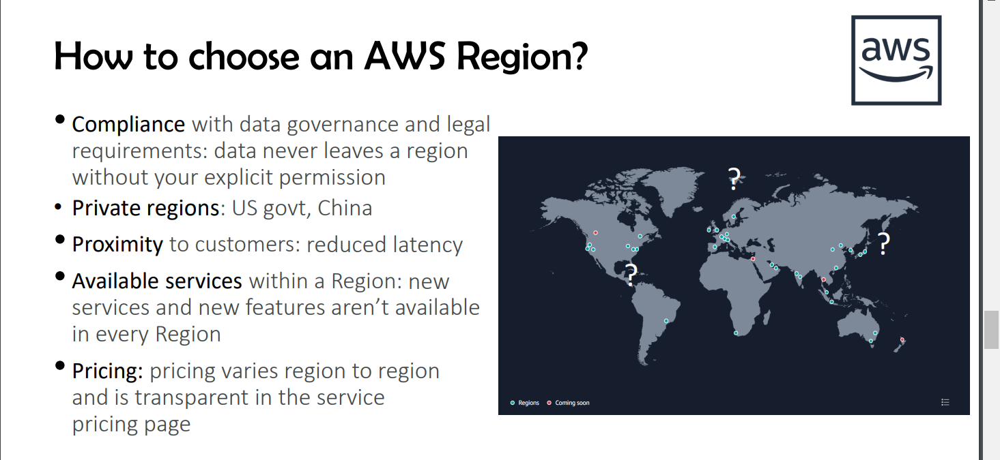 How to choose an AWS Region?
aws
• Compliance with data governance and legal
requirements: data never leaves a region
without your explicit permission
• Private regions: US govt, China
• Proximity to customers: reduced latency
• Available services within a Region: new
services and new features aren’t available
in every Region
• Pricing: pricing varies region to region
and is transparent in the service
pricing page
?
?
?
Regions Coming soon